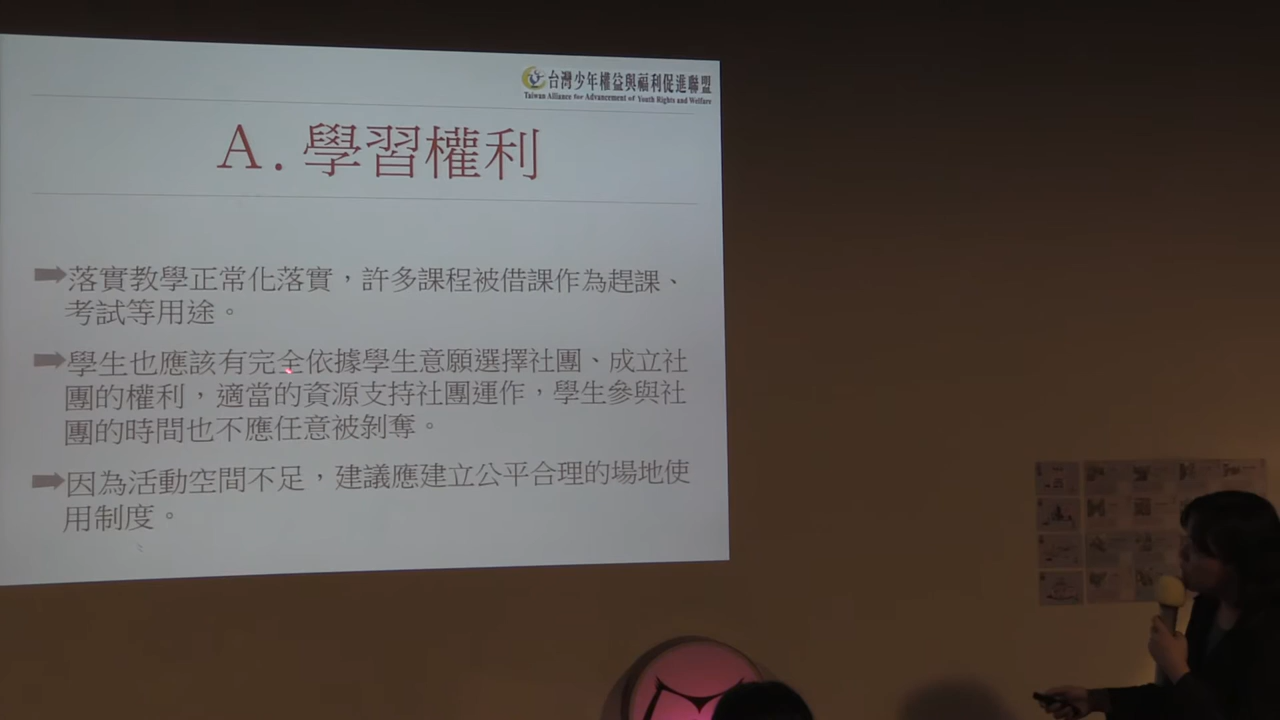 台灣少年權益與福利促進聯盟
Taiwan Alliance for Advancement of Youth Rights and Welfare
A.學習權利
落實教學正常化落實，許多課程被借課作為趕課、
考試等用途。
學生也應該有完全依據學生意願選擇社團、成立社
團的權利，適當的資源支持社團運作，學生參與社
團的時間也不應任意被剝奪。
因為活動空間不足，建議應建立公平合理的場地使
用制度。